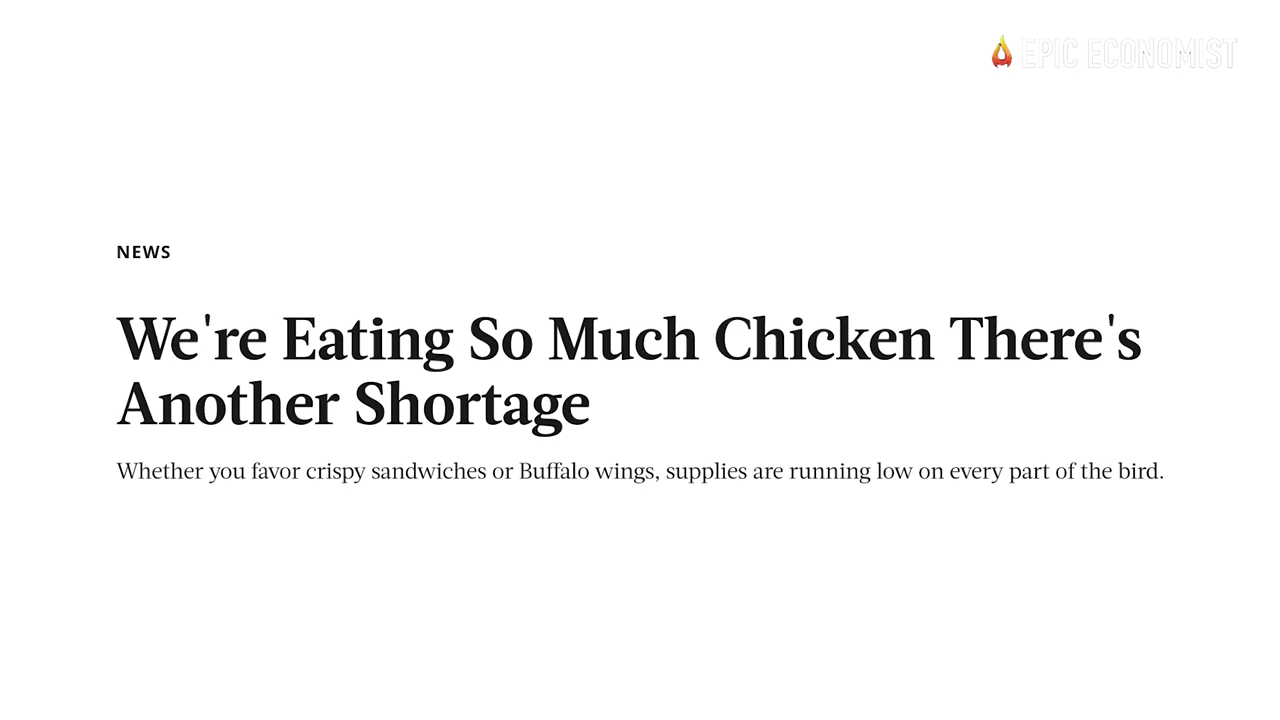 EPIC ECONOMIST
NEWS
We're Eating So Much Chicken There's
Another Shortage
Whether you favor crispy sandwiches or Buffalo wings, supplies are running low on every part of the bird.